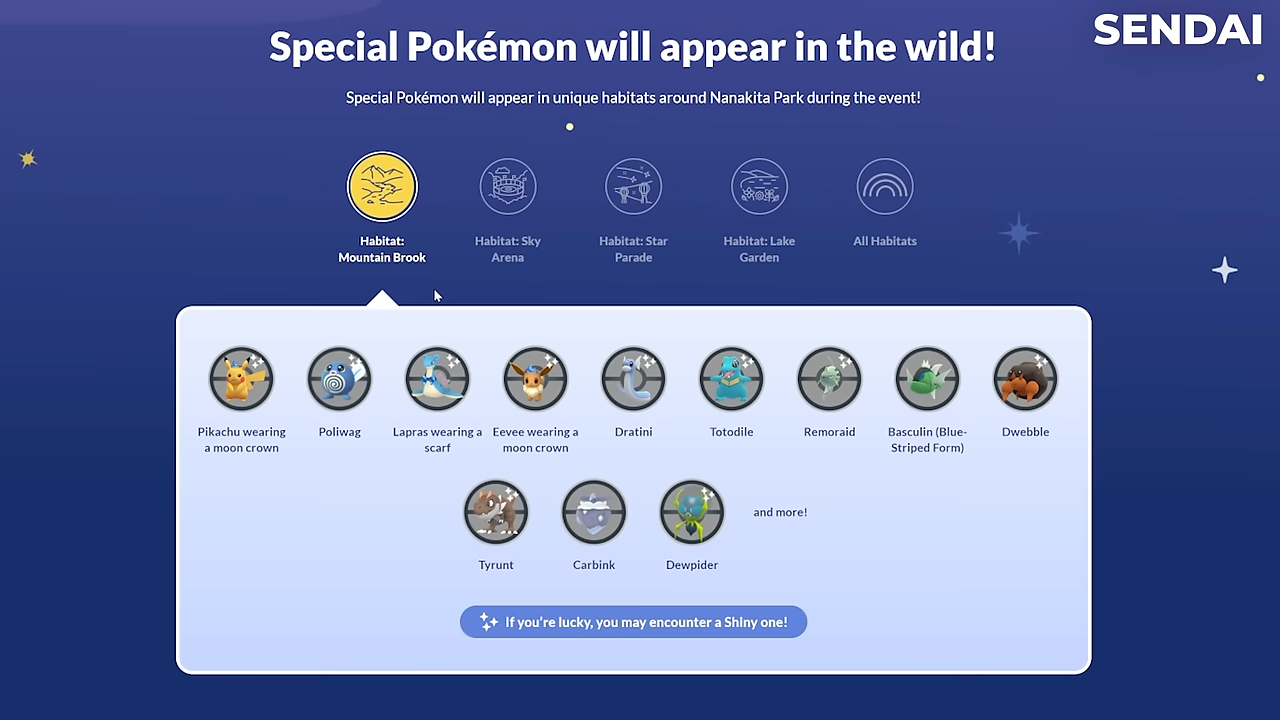 SENDAI
Special Pokémon will appear in the wild!
Special Pokémon will appear in unique habitats around Nanakita Park during the event!
Habitat:
Mountain Brook
Habitat: Sky
Arena
Habitat: Star
Parade
Habitat: Lake
Garden
All Habitats
Pikachu wearing
a moon crown
Poliwag
Lapras wearing a
scarf
Eevee wearing a
moon crown
Dratini
Totodile
Remoraid
Basculin (Blue-
Striped Form)
Dwebble
Tyrunt
Carbink
Dewpider
and more!
If you're lucky, you may encounter a Shiny one!